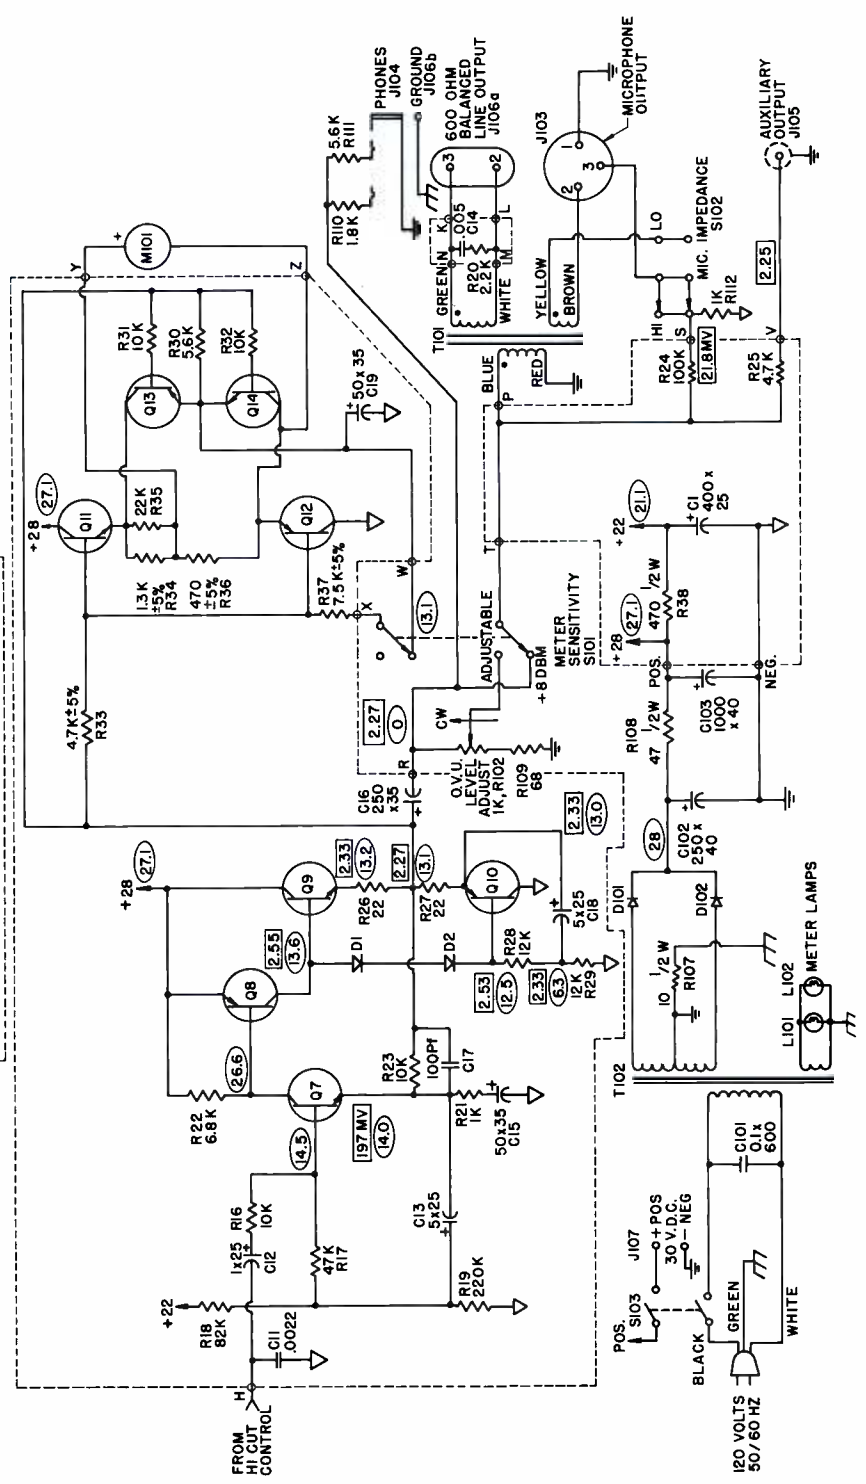 +28
27.1
Q11
22K
R35
1.3K
±5%
R34
470
±5%
R36
Q12
R37
7.5K±5%
4.7K±5%
R33
R31
10K
R30
5.6K
R32
10K
Q13
Q14
50x35
C19
+
M101
Y
Z
X
W
13.1
5.6K
R111
R110
1.8K
PHONES
J104
GROUND
J106b
600 OHM
BALANCED
LINE OUTPUT
J106a
3
2
K
L
N
M
.005
C14
R20
2.2K
GREEN
WHITE
T101
J103
1
2
3
MICROPHONE
OUTPUT
YELLOW
BROWN
BLUE
RED
P
T
HI
LO
MIC. IMPEDANCE
S102
S
1K
R112
R24
100K
21.8MV
AUXILIARY
OUTPUT
J105
2.25
V
R25
4.7K
ADJUSTABLE
+8DBM
METER
SENSITIVITY
S101
2.27
0
R
CW
O.V.U.
LEVEL
ADJUST
1K, R102
R109
68
C16
250
x35
+28
27.1
Q9
2.33
13.2
R26
22
2.27
13.1
R27
22
Q10
2.33
13.0
5x25
C18
2.55
13.6
Q8
D1
D2
2.53
12.5
R28
12K
2.33
6.3
12K
R29
26.6
R22
6.8K
Q7
14.5
197 MV
14.0
R23
10K
100Pf
C17
R21
1K
50x35
C15
R16
10K
1x25
C12
47K
R17
C13
5x25
R19
220K
+22
R18
82K
C11
.0022
H
FROM
HI CUT
CONTROL
+22
21.1
C1
400x
25
+28
27.1
470 1/2W
R38
POS.
NEG.
C103
1000
x40
R108
47 1/2W
28
C102
250x
40
D101
D102
10 1/2W
R107
T102
L101
L102
METER LAMPS
C101
0.1x
600
J107
+POS
30 V.D.C.
-NEG
POS.
S103
BLACK
GREEN
WHITE
120 VOLTS
50/60 HZ